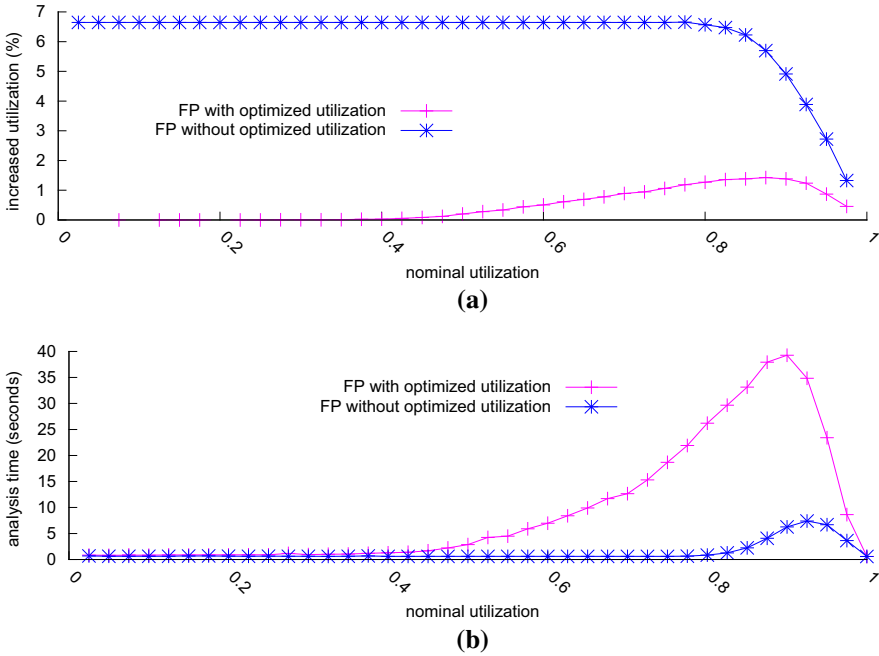 7
6
5
4
3
2
1
0
increased utilization (%)
FP with optimized utilization
FP without optimized utilization
0
0.2
0.4
0.6
0.8
1
nominal utilization
(a)
40
35
30
25
20
15
10
5
0
analysis time (seconds)
FP with optimized utilization
FP without optimized utilization
0
0.2
0.4
0.6
0.8
1
nominal utilization
(b)